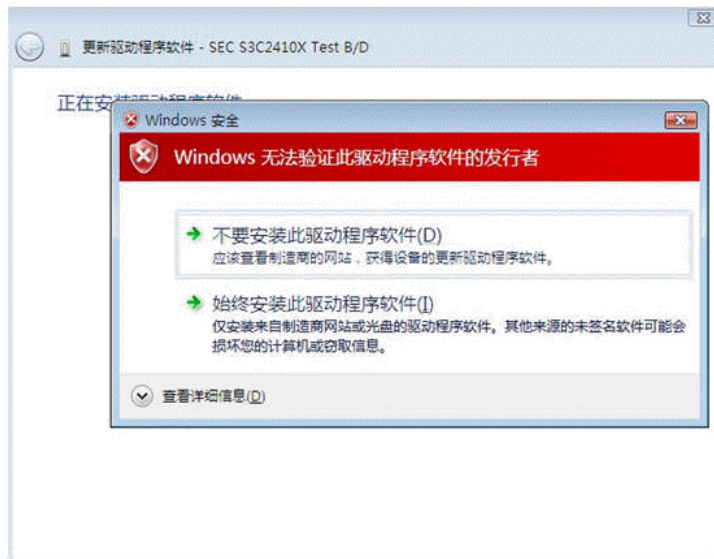 更新驱动程序软件 - SEC S3C2410X Test B/D
正在安装驱动程序软件
Windows 安全
Windows 无法验证此驱动程序软件的发行者
不要安装此驱动程序软件(D)
应该查看制造商的网站，获得设备的更新驱动程序软件。
始终安装此驱动程序软件(I)
仅安装来自制造商网站或光盘的驱动程序软件。其他来源的未签名软件可能会
损坏您的计算机或窃取信息。
查看详细信息(D)